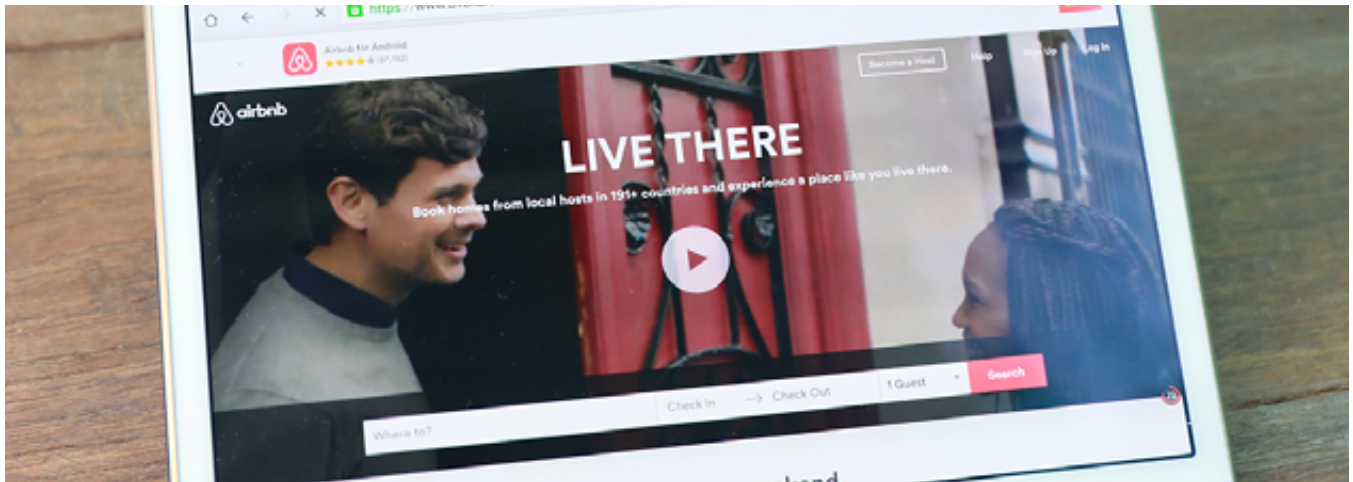 https://www.
Airbnb for Android
airbnb
Become a Host
Help
Sign Up
Log In
LIVE THERE
Book homes from local hosts in 191+ countries and experience a place like you live there.
Where to?
Check In
Check Out
1 Guest
Search